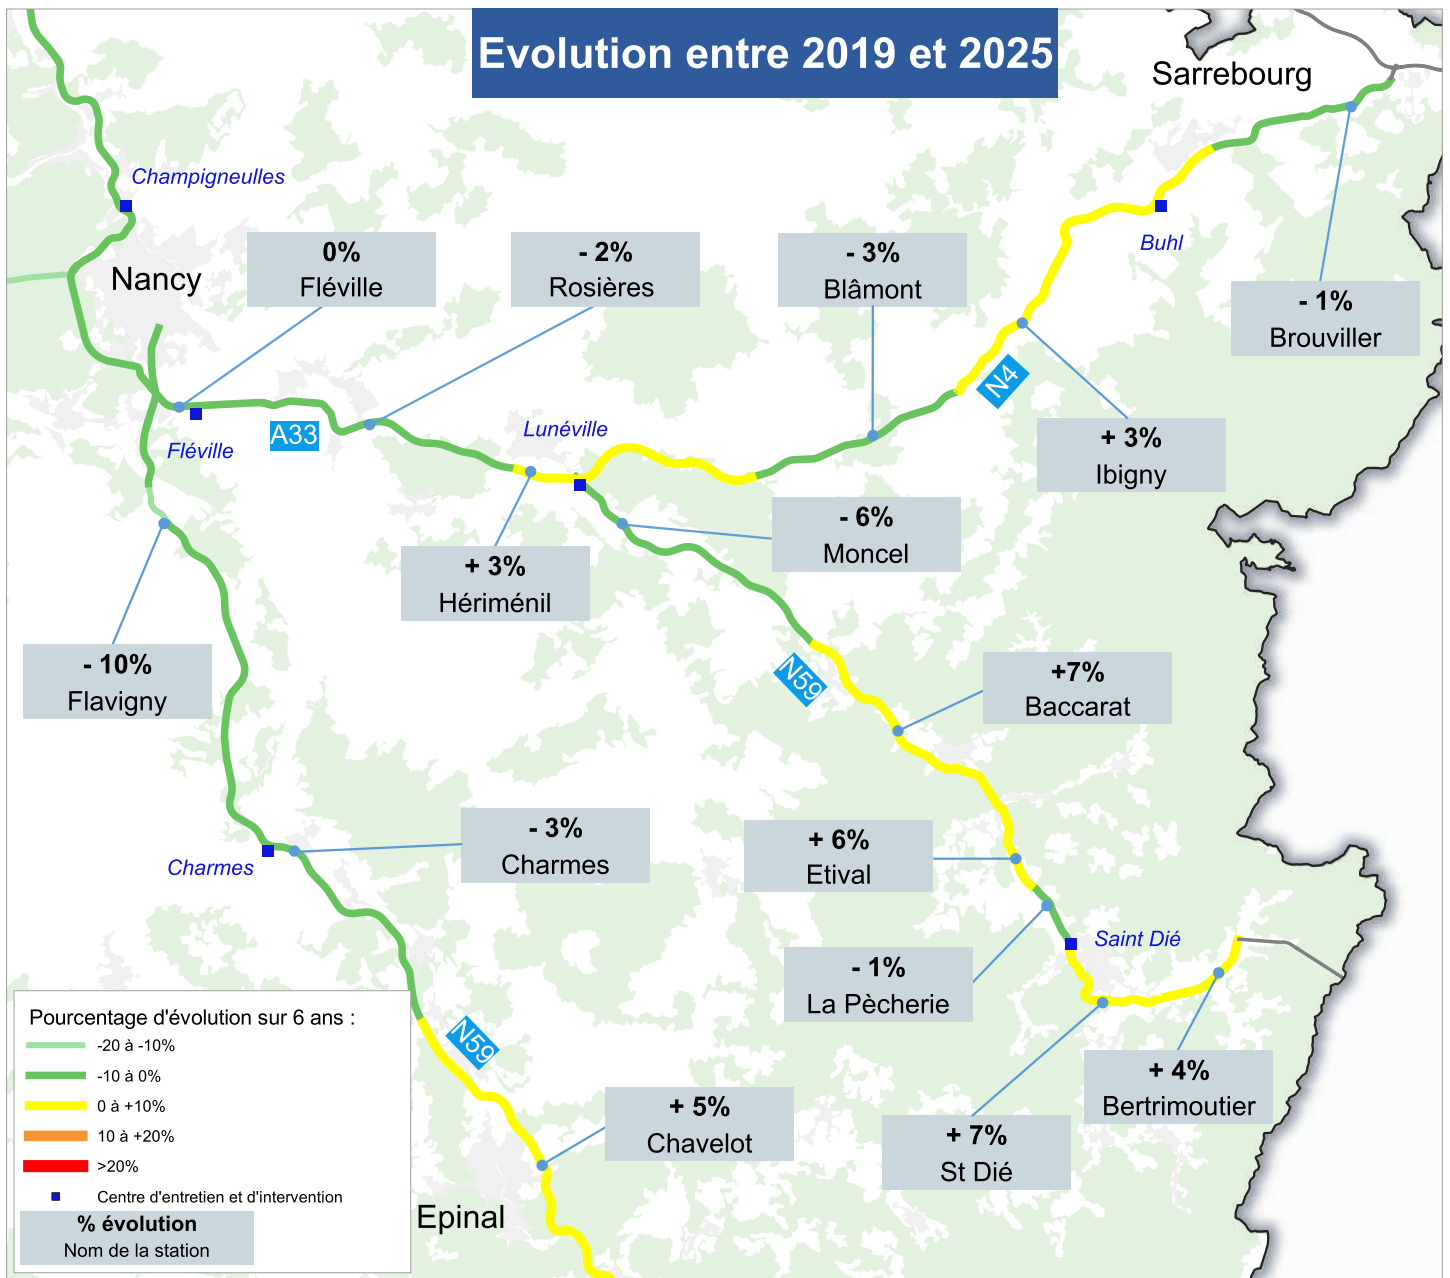 Evolution entre 2019 et 2025
Sarrebourg
Champigneulles
Nancy
0%
Fléville
- 2%
Rosières
- 3%
Blâmont
Buhl
- 1%
Brouviller
N4
A33
Fléville
Lunéville
+ 3%
Ibigny
- 6%
Moncel
+ 3%
Hériménil
- 10%
Flavigny
N59
+7%
Baccarat
- 3%
Charmes
Charmes
+ 6%
Etival
Saint Dié
- 1%
La Pècherie
N59
+ 4%
Bertrimoutier
+ 5%
Chavelot
+ 7%
St Dié
Epinal
Pourcentage d'évolution sur 6 ans :
-20 à -10%
-10 à 0%
0 à +10%
10 à +20%
>20%
Centre d'entretien et d'intervention
% évolution
Nom de la station